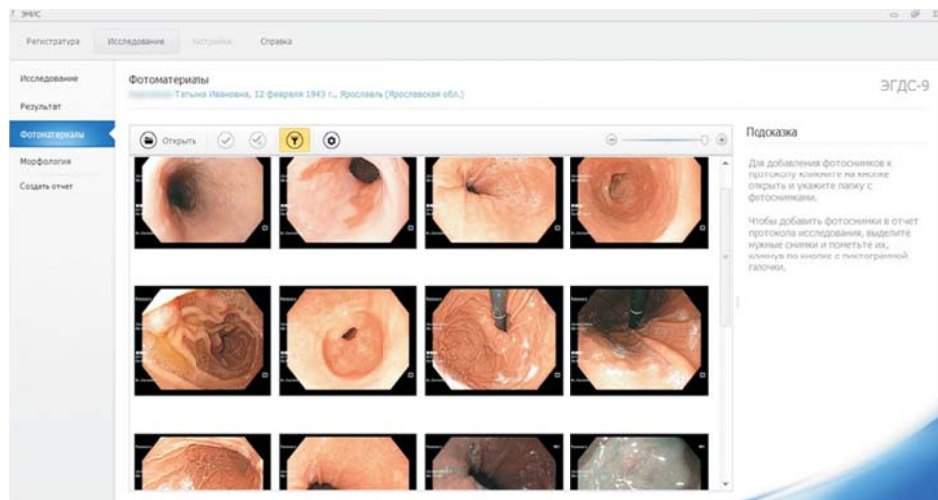 ЭМИС
Регистратура Исследование Настройки Справка
Исследование
Результат
Фотоматериалы
Морфология
Создать отчет
Фотоматериалы
Татьяна Ивановна, 12 февраля 1943 г., Ярославль (Ярославская обл.)
ЭГДС-9
Открыть
Подсказка
Для добавления фотоснимков к
протоколу кликните на кнопке
открыть и укажите папку с
фотоснимками.
Чтобы добавить фотоснимки в отчет
протокола исследования, выделите
нужные снимки и пометьте их,
кликнув по кнопке с пиктограммой
галочки.